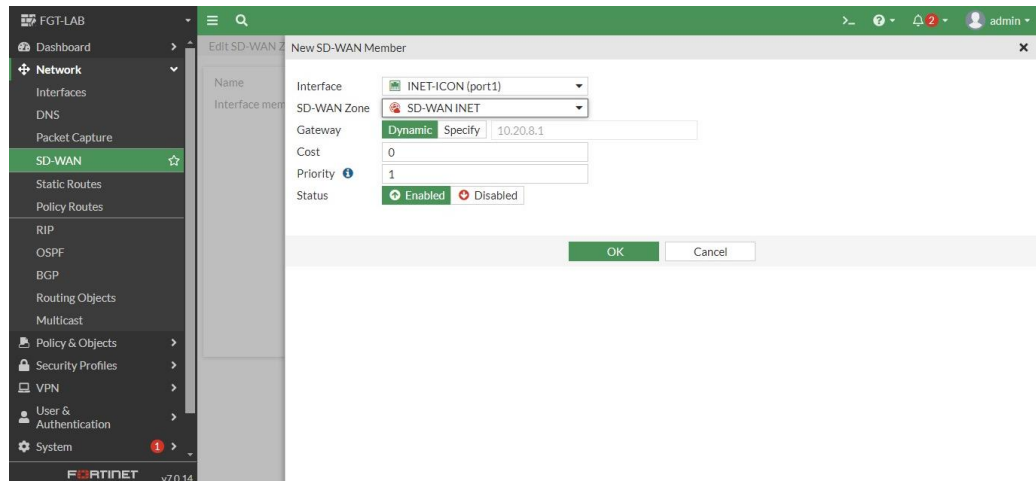 FGT-LAB
2
admin
Dashboard
Network
Interfaces
DNS
Packet Capture
SD-WAN
Static Routes
Policy Routes
RIP
OSPF
BGP
Routing Objects
Multicast
Policy & Objects
Security Profiles
VPN
User &
Authentication
System 1
FORTINET v7.0.14
Edit SD-WAN Z
Name
Interface mem
New SD-WAN Member
Interface INET-ICON (port1)
SD-WAN Zone SD-WAN INET
Gateway Dynamic Specify 10.20.8.1
Cost 0
Priority 1
Status Enabled Disabled
OK Cancel